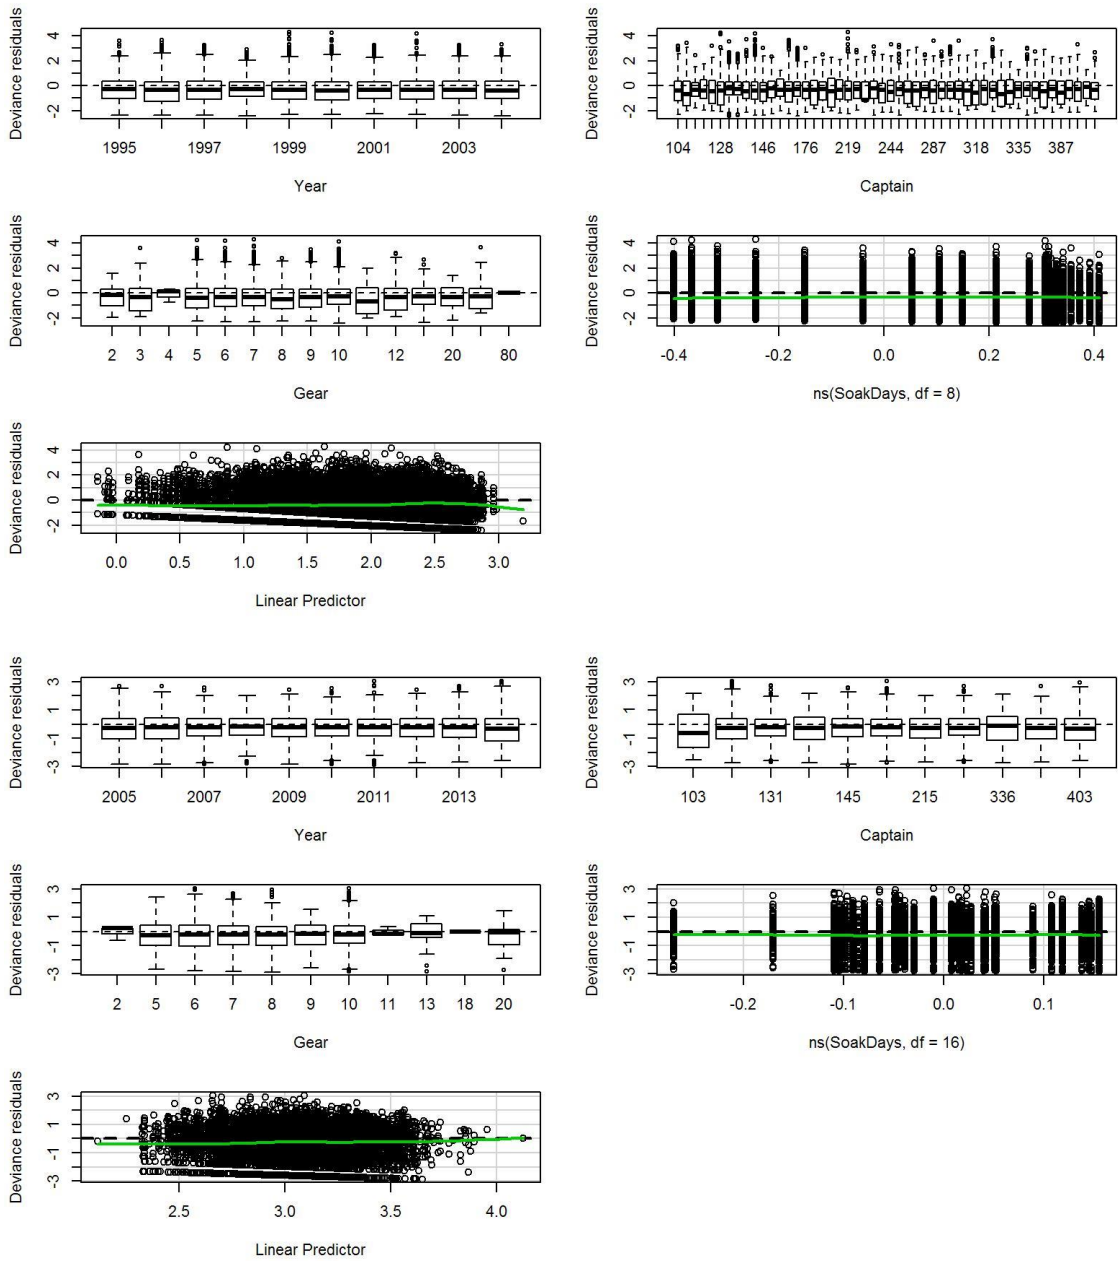 Deviance residuals
4
2
0
-2
1995 1997 1999 2001 2003
Year
Deviance residuals
4
2
0
-2
104 128 146 176 219 244 287 318 335 387
Captain
Deviance residuals
4
2
0
-2
2 3 4 5 6 7 8 9 10 12 20 80
Gear
Deviance residuals
4
2
0
-2
-0.4 -0.2 0.0 0.2 0.4
ns(SoakDays, df = 8)
Deviance residuals
4
2
0
-2
0.0 0.5 1.0 1.5 2.0 2.5 3.0
Linear Predictor
Deviance residuals
3
1
-1
-3
2005 2007 2009 2011 2013
Year
Deviance residuals
3
1
-1
-3
103 131 145 215 336 403
Captain
Deviance residuals
3
1
-1
-3
2 5 6 7 8 9 10 11 13 18 20
Gear
Deviance residuals
3
1
-1
-3
-0.2 -0.1 0.0 0.1
ns(SoakDays, df = 16)
Deviance residuals
3
1
-1
-3
2.5 3.0 3.5 4.0
Linear Predictor